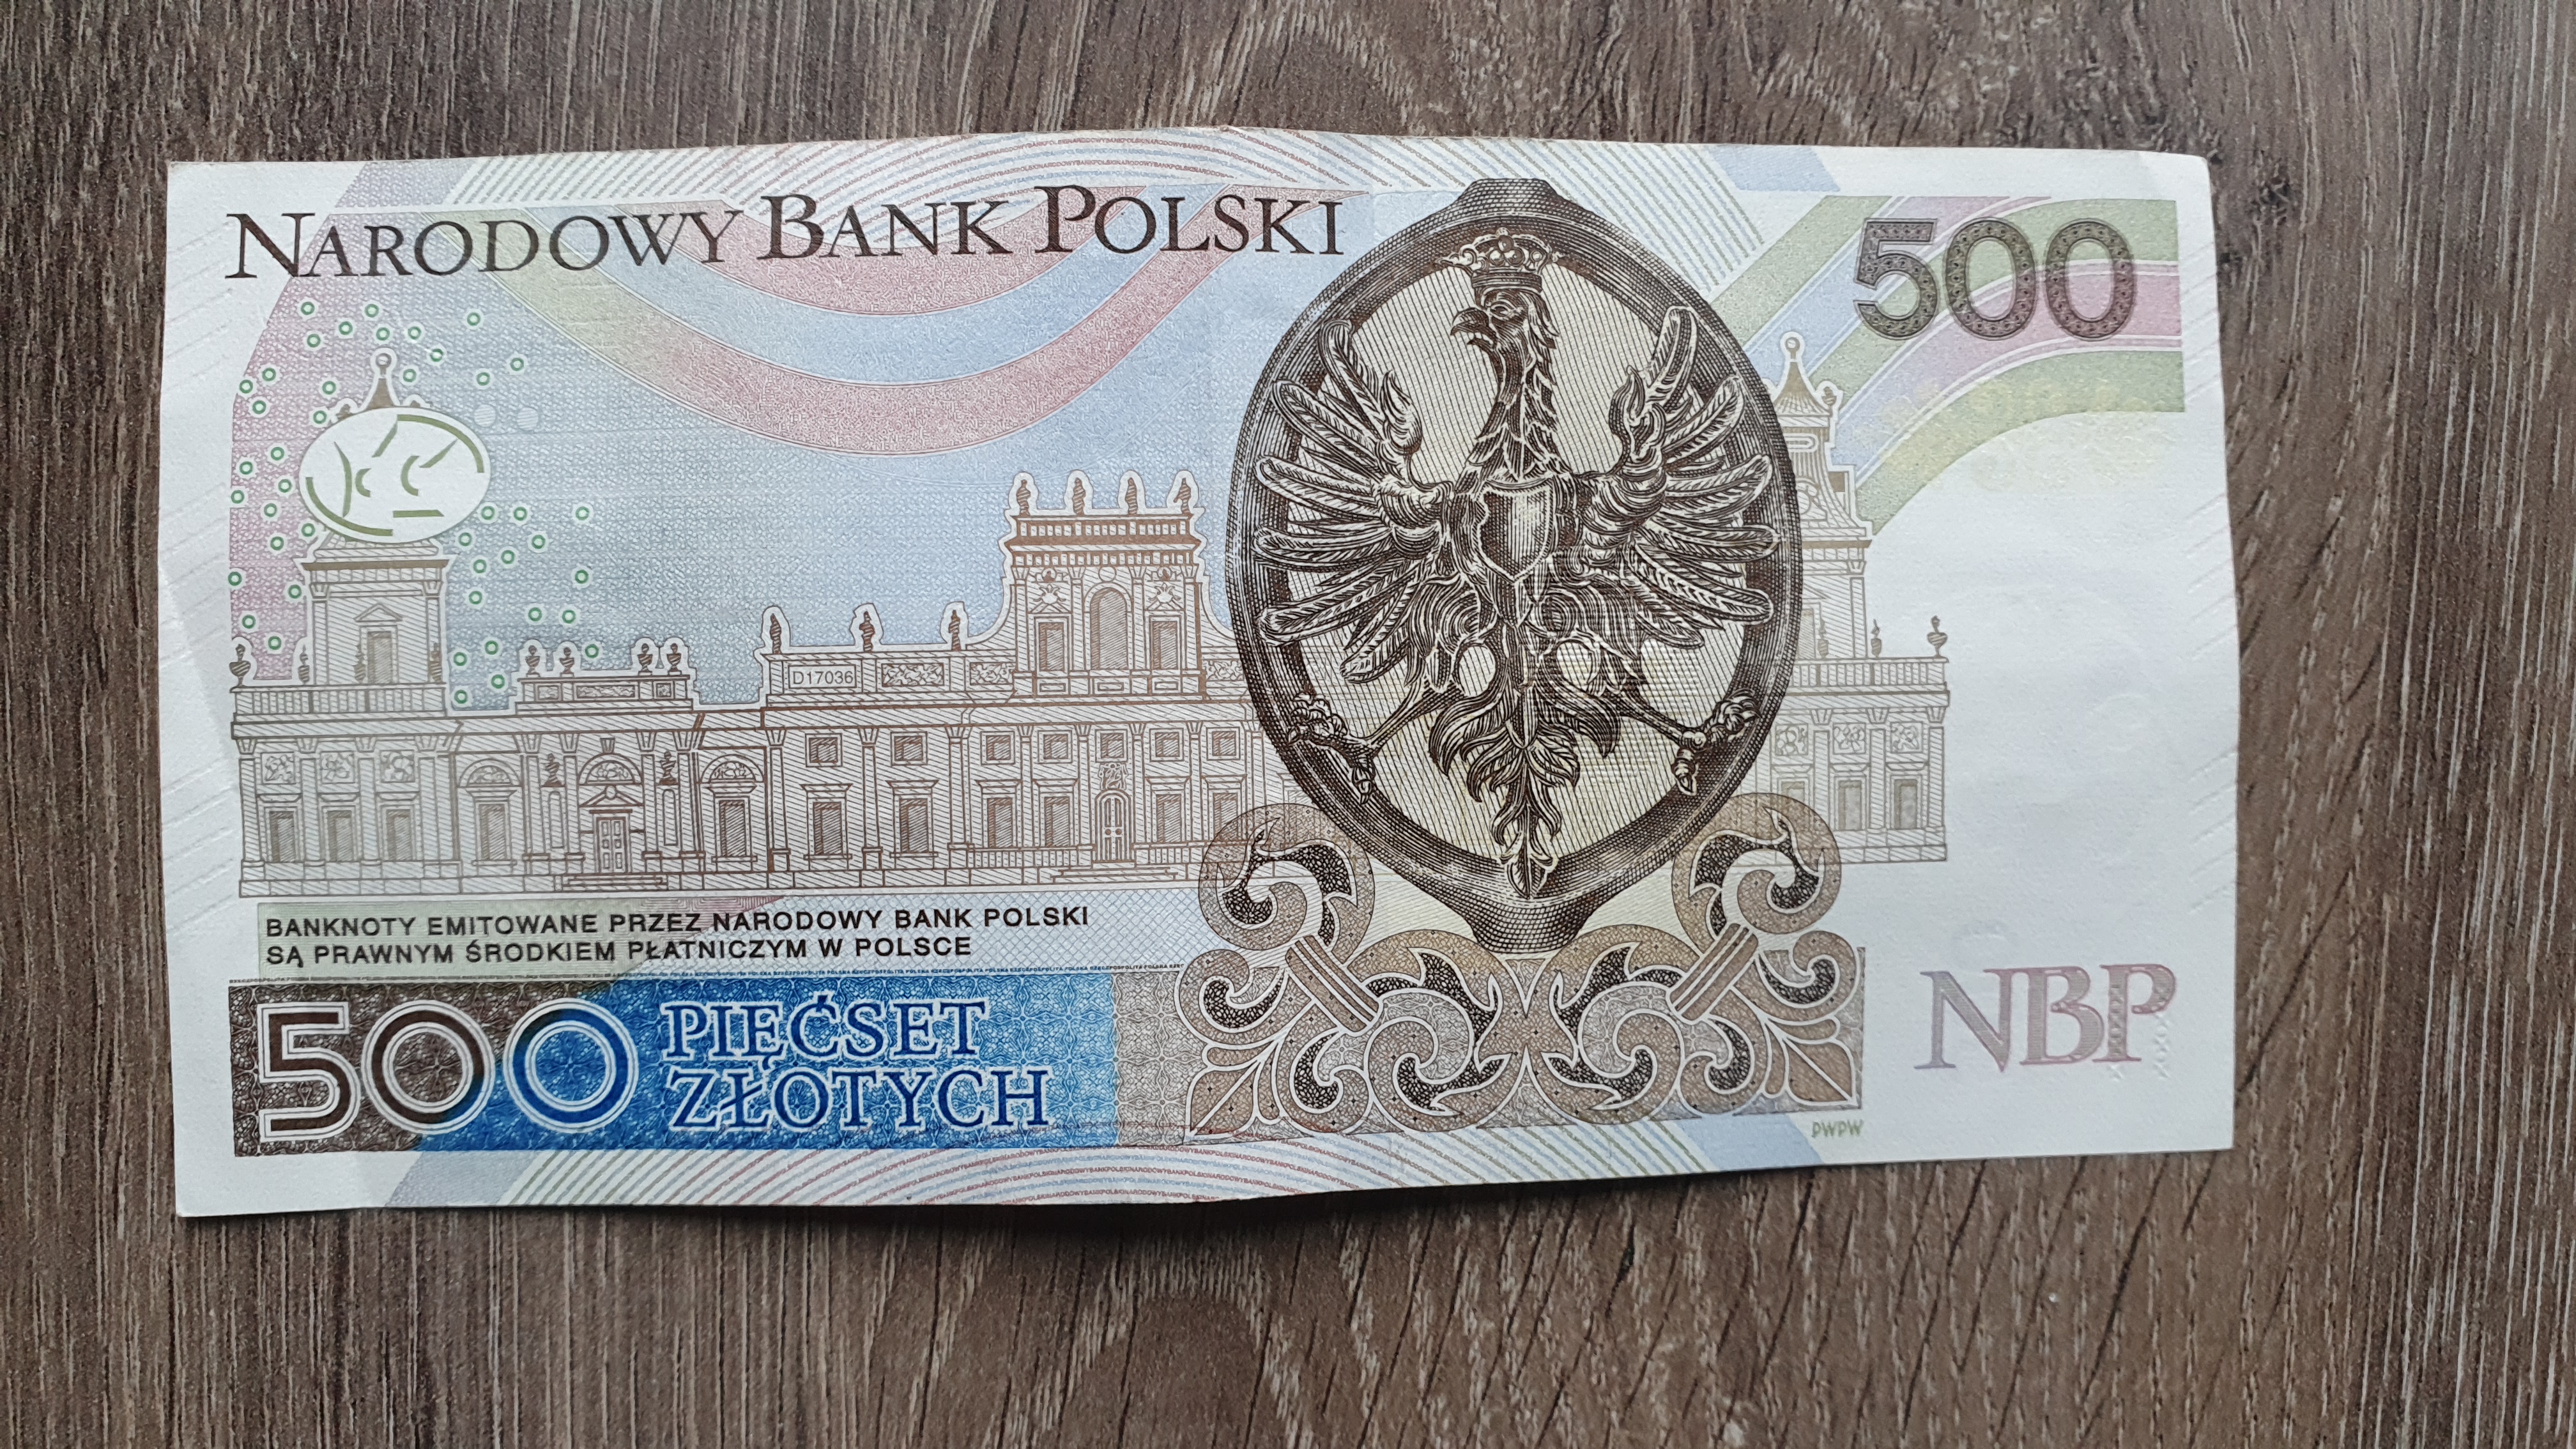 NARODOWY BANK POLSKI
500
D17036
BANKNOTY EMITOWANE PRZEZ NARODOWY BANK POLSKI
SĄ PRAWNYM ŚRODKIEM PŁATNICZYM W POLSCE
500 PIĘĆSET
ZŁOTYCH
PWPW
NBP